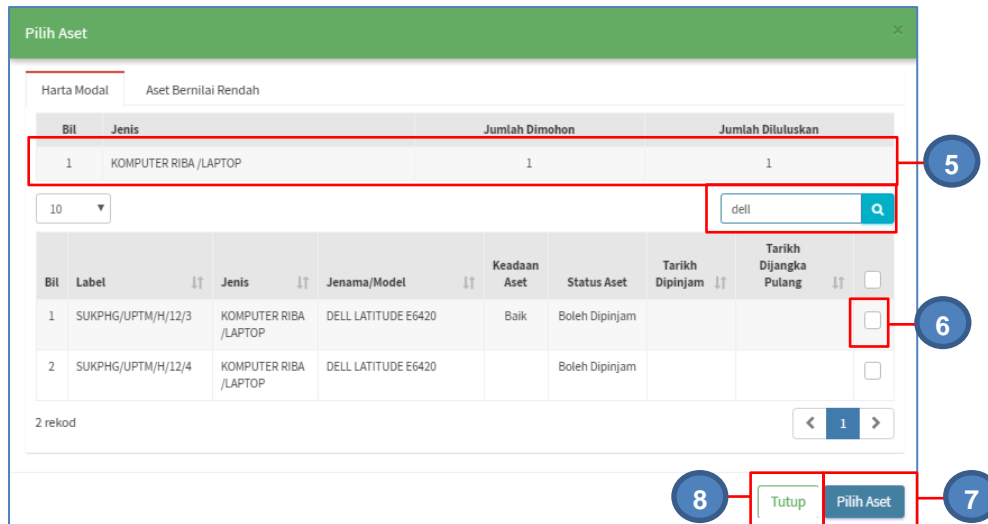 Pilih Aset ×
Harta Modal Aset Bernilai Rendah
Bil Jenis Jumlah Dimohon Jumlah Diluluskan
1 KOMPUTER RIBA /LAPTOP 1 1
5
10 dell
Bil Label Jenis Jenama/Model Keadaan Aset Status Aset Tarikh Dipinjam Tarikh Dijangka Pulang
1 SUKPHG/UPTM/H/12/3 KOMPUTER RIBA /LAPTOP DELL LATITUDE E6420 Baik Boleh Dipinjam
6
2 SUKPHG/UPTM/H/12/4 KOMPUTER RIBA /LAPTOP DELL LATITUDE E6420 Boleh Dipinjam
2 rekod < 1 >
8 Tutup Pilih Aset 7